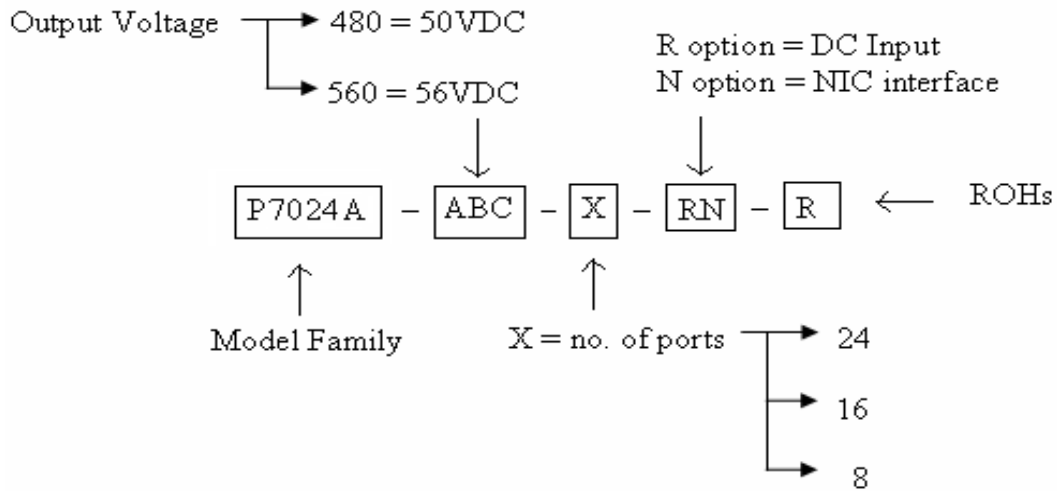 Output Voltage
480 = 50VDC
560 = 56VDC
R option = DC Input
N option = NIC interface
P7024A – ABC – X – RN – R
ROHs
Model Family
X = no. of ports
24
16
8